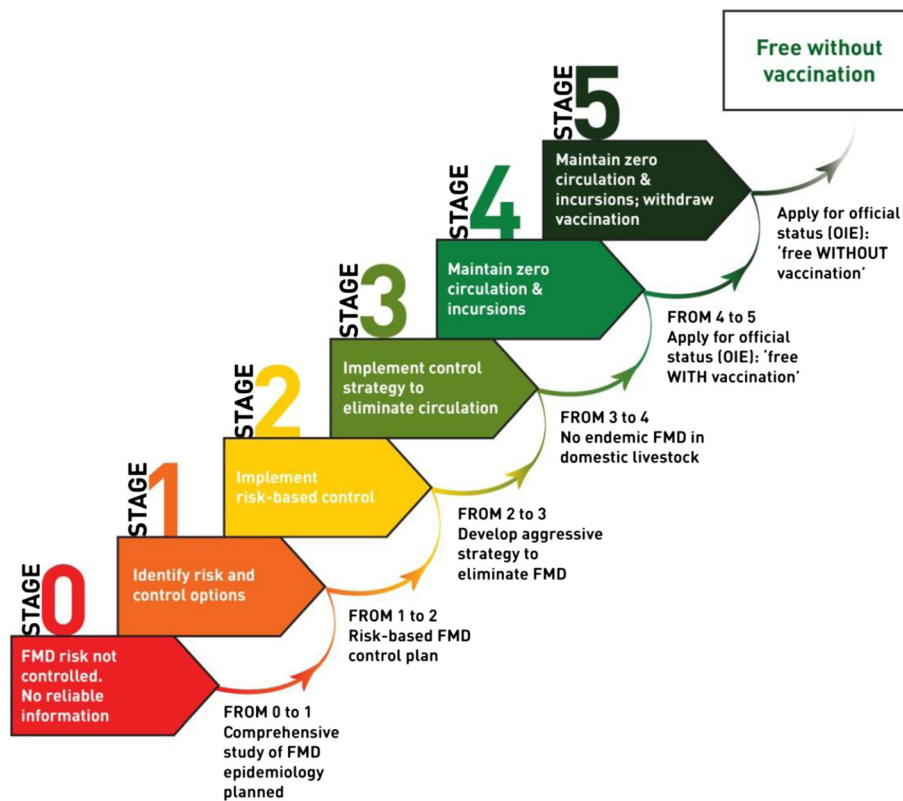 Free without
vaccination
STAGE 5
Maintain zero
circulation &
incursions; withdraw
vaccination
Apply for official
status (OIE):
‘free WITHOUT
vaccination’
STAGE 4
Maintain zero
circulation &
incursions
FROM 4 to 5
Apply for official
status (OIE): ‘free
WITH vaccination’
STAGE 3
Implement control
strategy to
eliminate circulation
FROM 3 to 4
No endemic FMD in
domestic livestock
STAGE 2
Implement
risk-based control
FROM 2 to 3
Develop aggressive
strategy to
eliminate FMD
STAGE 1
Identify risk and
control options
FROM 1 to 2
Risk-based FMD
control plan
STAGE 0
FMD risk not
controlled.
No reliable
information
FROM 0 to 1
Comprehensive
study of FMD
epidemiology
planned